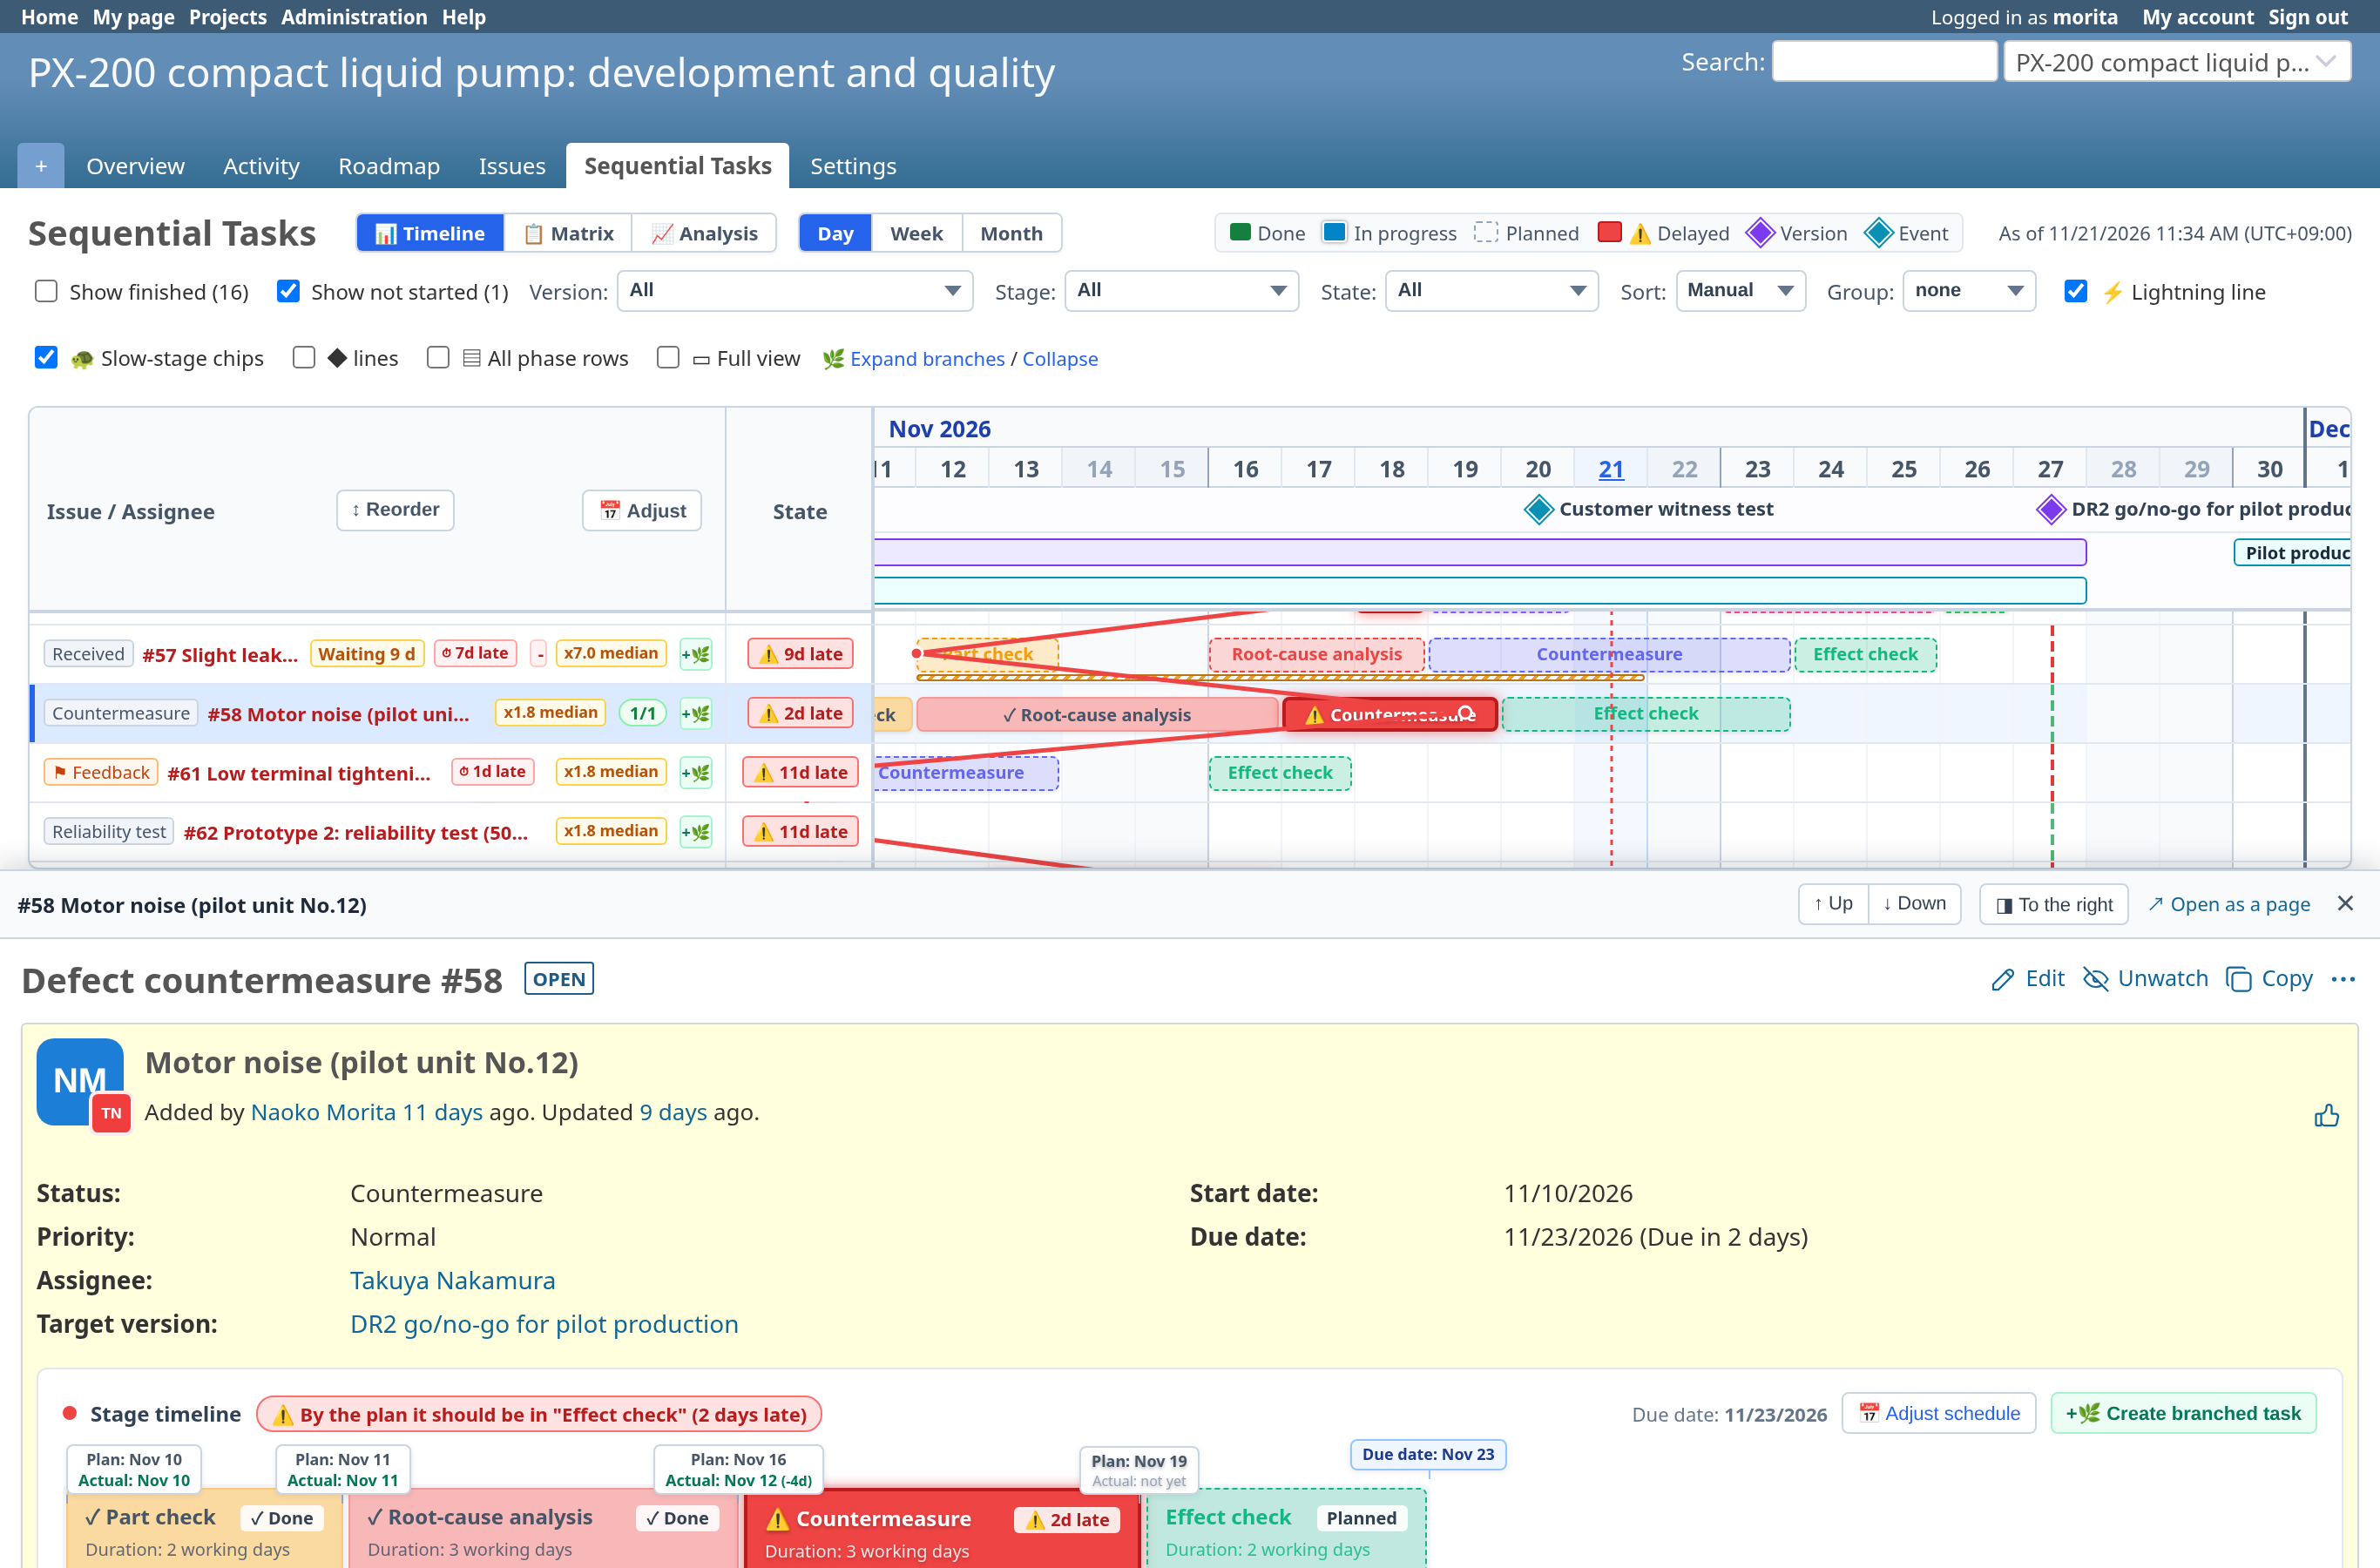 Home My page Projects Administration Help
Logged in as morita My account Sign out
PX-200 compact liquid pump: development and quality
Search: PX-200 compact liquid p...
+ Overview Activity Roadmap Issues Sequential Tasks Settings
Sequential Tasks Timeline Matrix Analysis Day Week Month
Done In progress Planned Delayed Version Event As of 11/21/2026 11:34 AM (UTC+09:00)
Show finished (16) Show not started (1) Version: All Stage: All State: All Sort: Manual Group: none Lightning line
Slow-stage chips lines All phase rows Full view Expand branches / Collapse
Nov 2026 Dec
11 12 13 14 15 16 17 18 19 20 21 22 23 24 25 26 27 28 29 30 1
Issue / Assignee ↕ Reorder Adjust State
Customer witness test DR2 go/no-go for pilot produc
Pilot produc
Received #57 Slight leak... Waiting 9 d 7d late - x7.0 median + 9d late Part check Root-cause analysis Countermeasure Effect check
Countermeasure #58 Motor noise (pilot uni... x1.8 median 1/1 + 2d late ck ✓ Root-cause analysis Countermeasure Effect check
Feedback #61 Low terminal tighteni... 1d late x1.8 median + 11d late Countermeasure Effect check
Reliability test #62 Prototype 2: reliability test (50... x1.8 median + 11d late
#58 Motor noise (pilot unit No.12) ↑ Up ↓ Down To the right ↗ Open as a page ✕
Defect countermeasure #58 OPEN Edit Unwatch Copy ...
NM TN
Motor noise (pilot unit No.12)
Added by Naoko Morita 11 days ago. Updated 9 days ago.
Status: Countermeasure Start date: 11/10/2026
Priority: Normal Due date: 11/23/2026 (Due in 2 days)
Assignee: Takuya Nakamura
Target version: DR2 go/no-go for pilot production
Stage timeline By the plan it should be in "Effect check" (2 days late) Due date: 11/23/2026 Adjust schedule + Create branched task
Plan: Nov 10 Plan: Nov 11 Plan: Nov 16 Plan: Nov 19 Due date: Nov 23
Actual: Nov 10 Actual: Nov 11 Actual: Nov 12 (-4d) Actual: not yet
✓ Part check ✓ Done ✓ Root-cause analysis ✓ Done Countermeasure 2d late Effect check Planned
Duration: 2 working days Duration: 3 working days Duration: 3 working days Duration: 2 working days